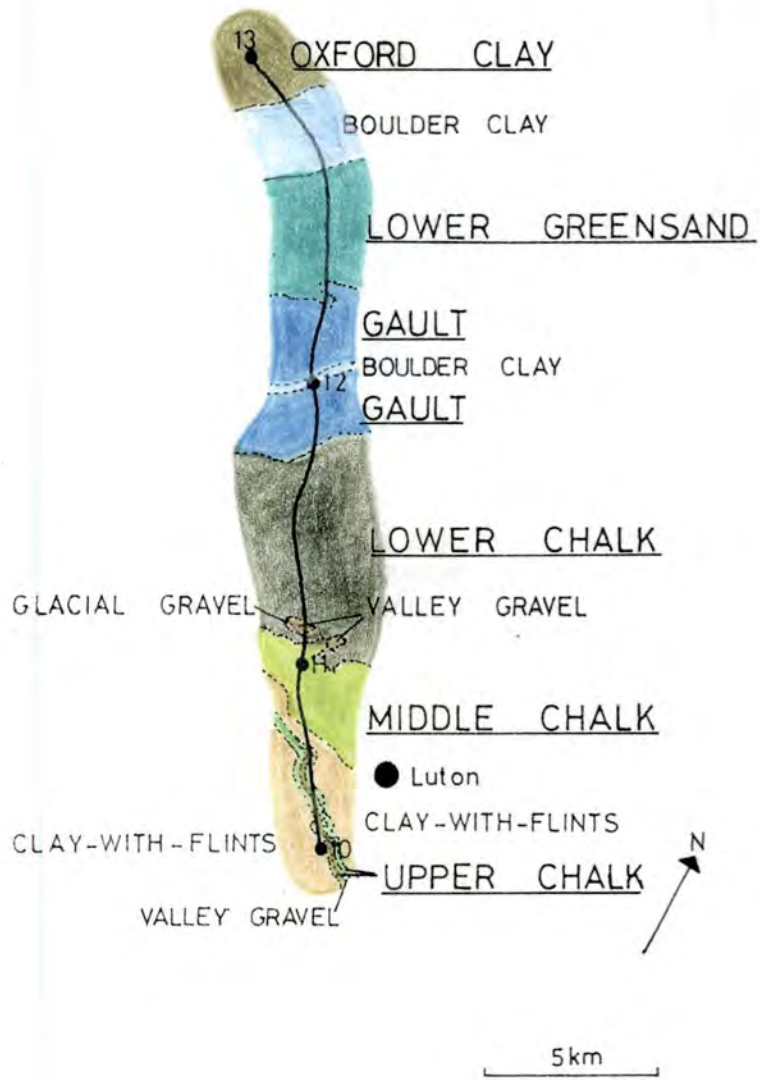 13
OXFORD CLAY
BOULDER CLAY
LOWER GREENSAND
GAULT
BOULDER CLAY
12
GAULT
LOWER CHALK
GLACIAL GRAVEL
VALLEY GRAVEL
11
MIDDLE CHALK
Luton
CLAY-WITH-FLINTS
CLAY-WITH-FLINTS
10
UPPER CHALK
VALLEY GRAVEL
N
5km